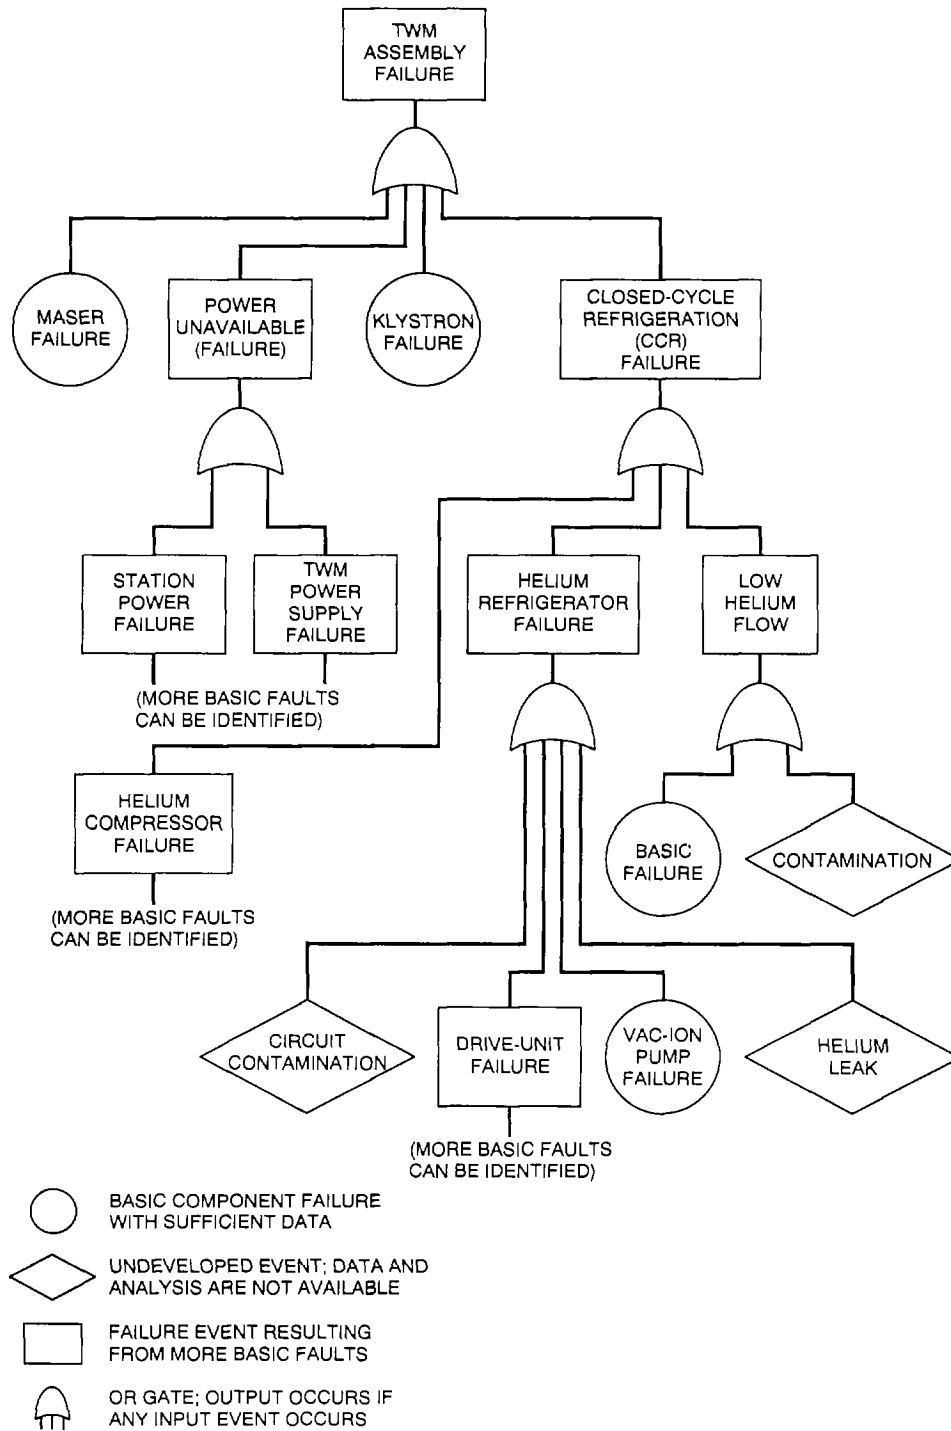 TWM
ASSEMBLY
FAILURE
MASER
FAILURE
POWER
UNAVAILABLE
(FAILURE)
KLYSTRON
FAILURE
CLOSED-CYCLE
REFRIGERATION
(CCR)
FAILURE
STATION
POWER
FAILURE
TWM
POWER
SUPPLY
FAILURE
HELIUM
REFRIGERATOR
FAILURE
LOW
HELIUM
FLOW
(MORE BASIC FAULTS
CAN BE IDENTIFIED)
HELIUM
COMPRESSOR
FAILURE
(MORE BASIC FAULTS
CAN BE IDENTIFIED)
BASIC
FAILURE
CONTAMINATION
CIRCUIT
CONTAMINATION
DRIVE-UNIT
FAILURE
VAC-ION
PUMP
FAILURE
HELIUM
LEAK
(MORE BASIC FAULTS
CAN BE IDENTIFIED)
BASIC COMPONENT FAILURE
WITH SUFFICIENT DATA
UNDEVELOPED EVENT; DATA AND
ANALYSIS ARE NOT AVAILABLE
FAILURE EVENT RESULTING
FROM MORE BASIC FAULTS
OR GATE; OUTPUT OCCURS IF
ANY INPUT EVENT OCCURS